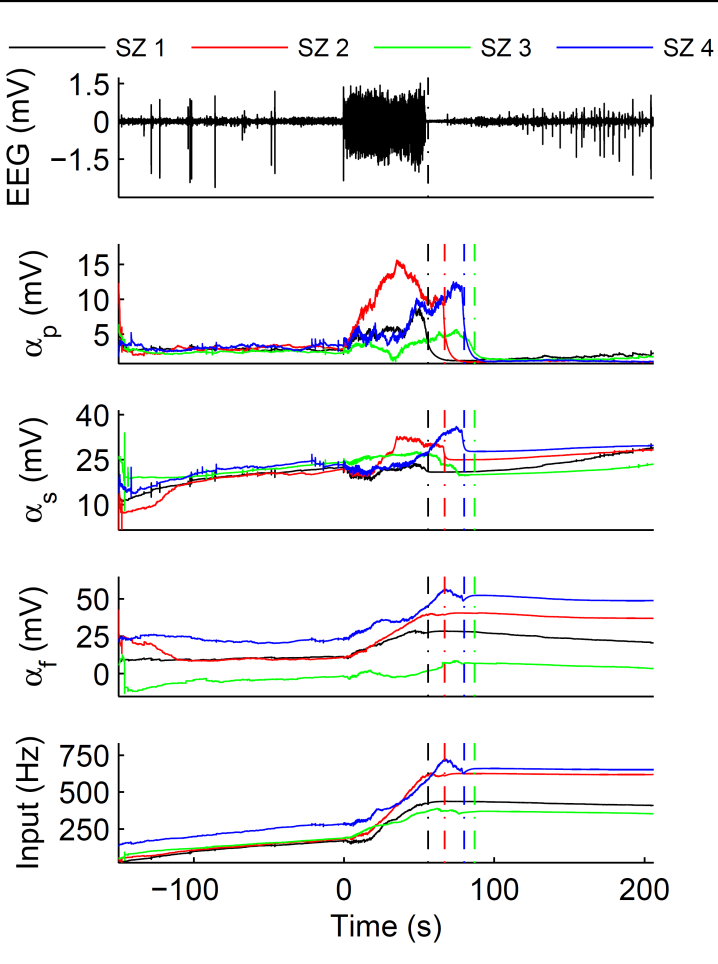 SZ 1 SZ 2 SZ 3 SZ 4
EEG (mV)
1.5
0
−1.5
αp (mV)
15
10
5
αs (mV)
40
25
10
αf (mV)
50
25
0
Input (Hz)
750
500
250
−100 0 100 200
Time (s)